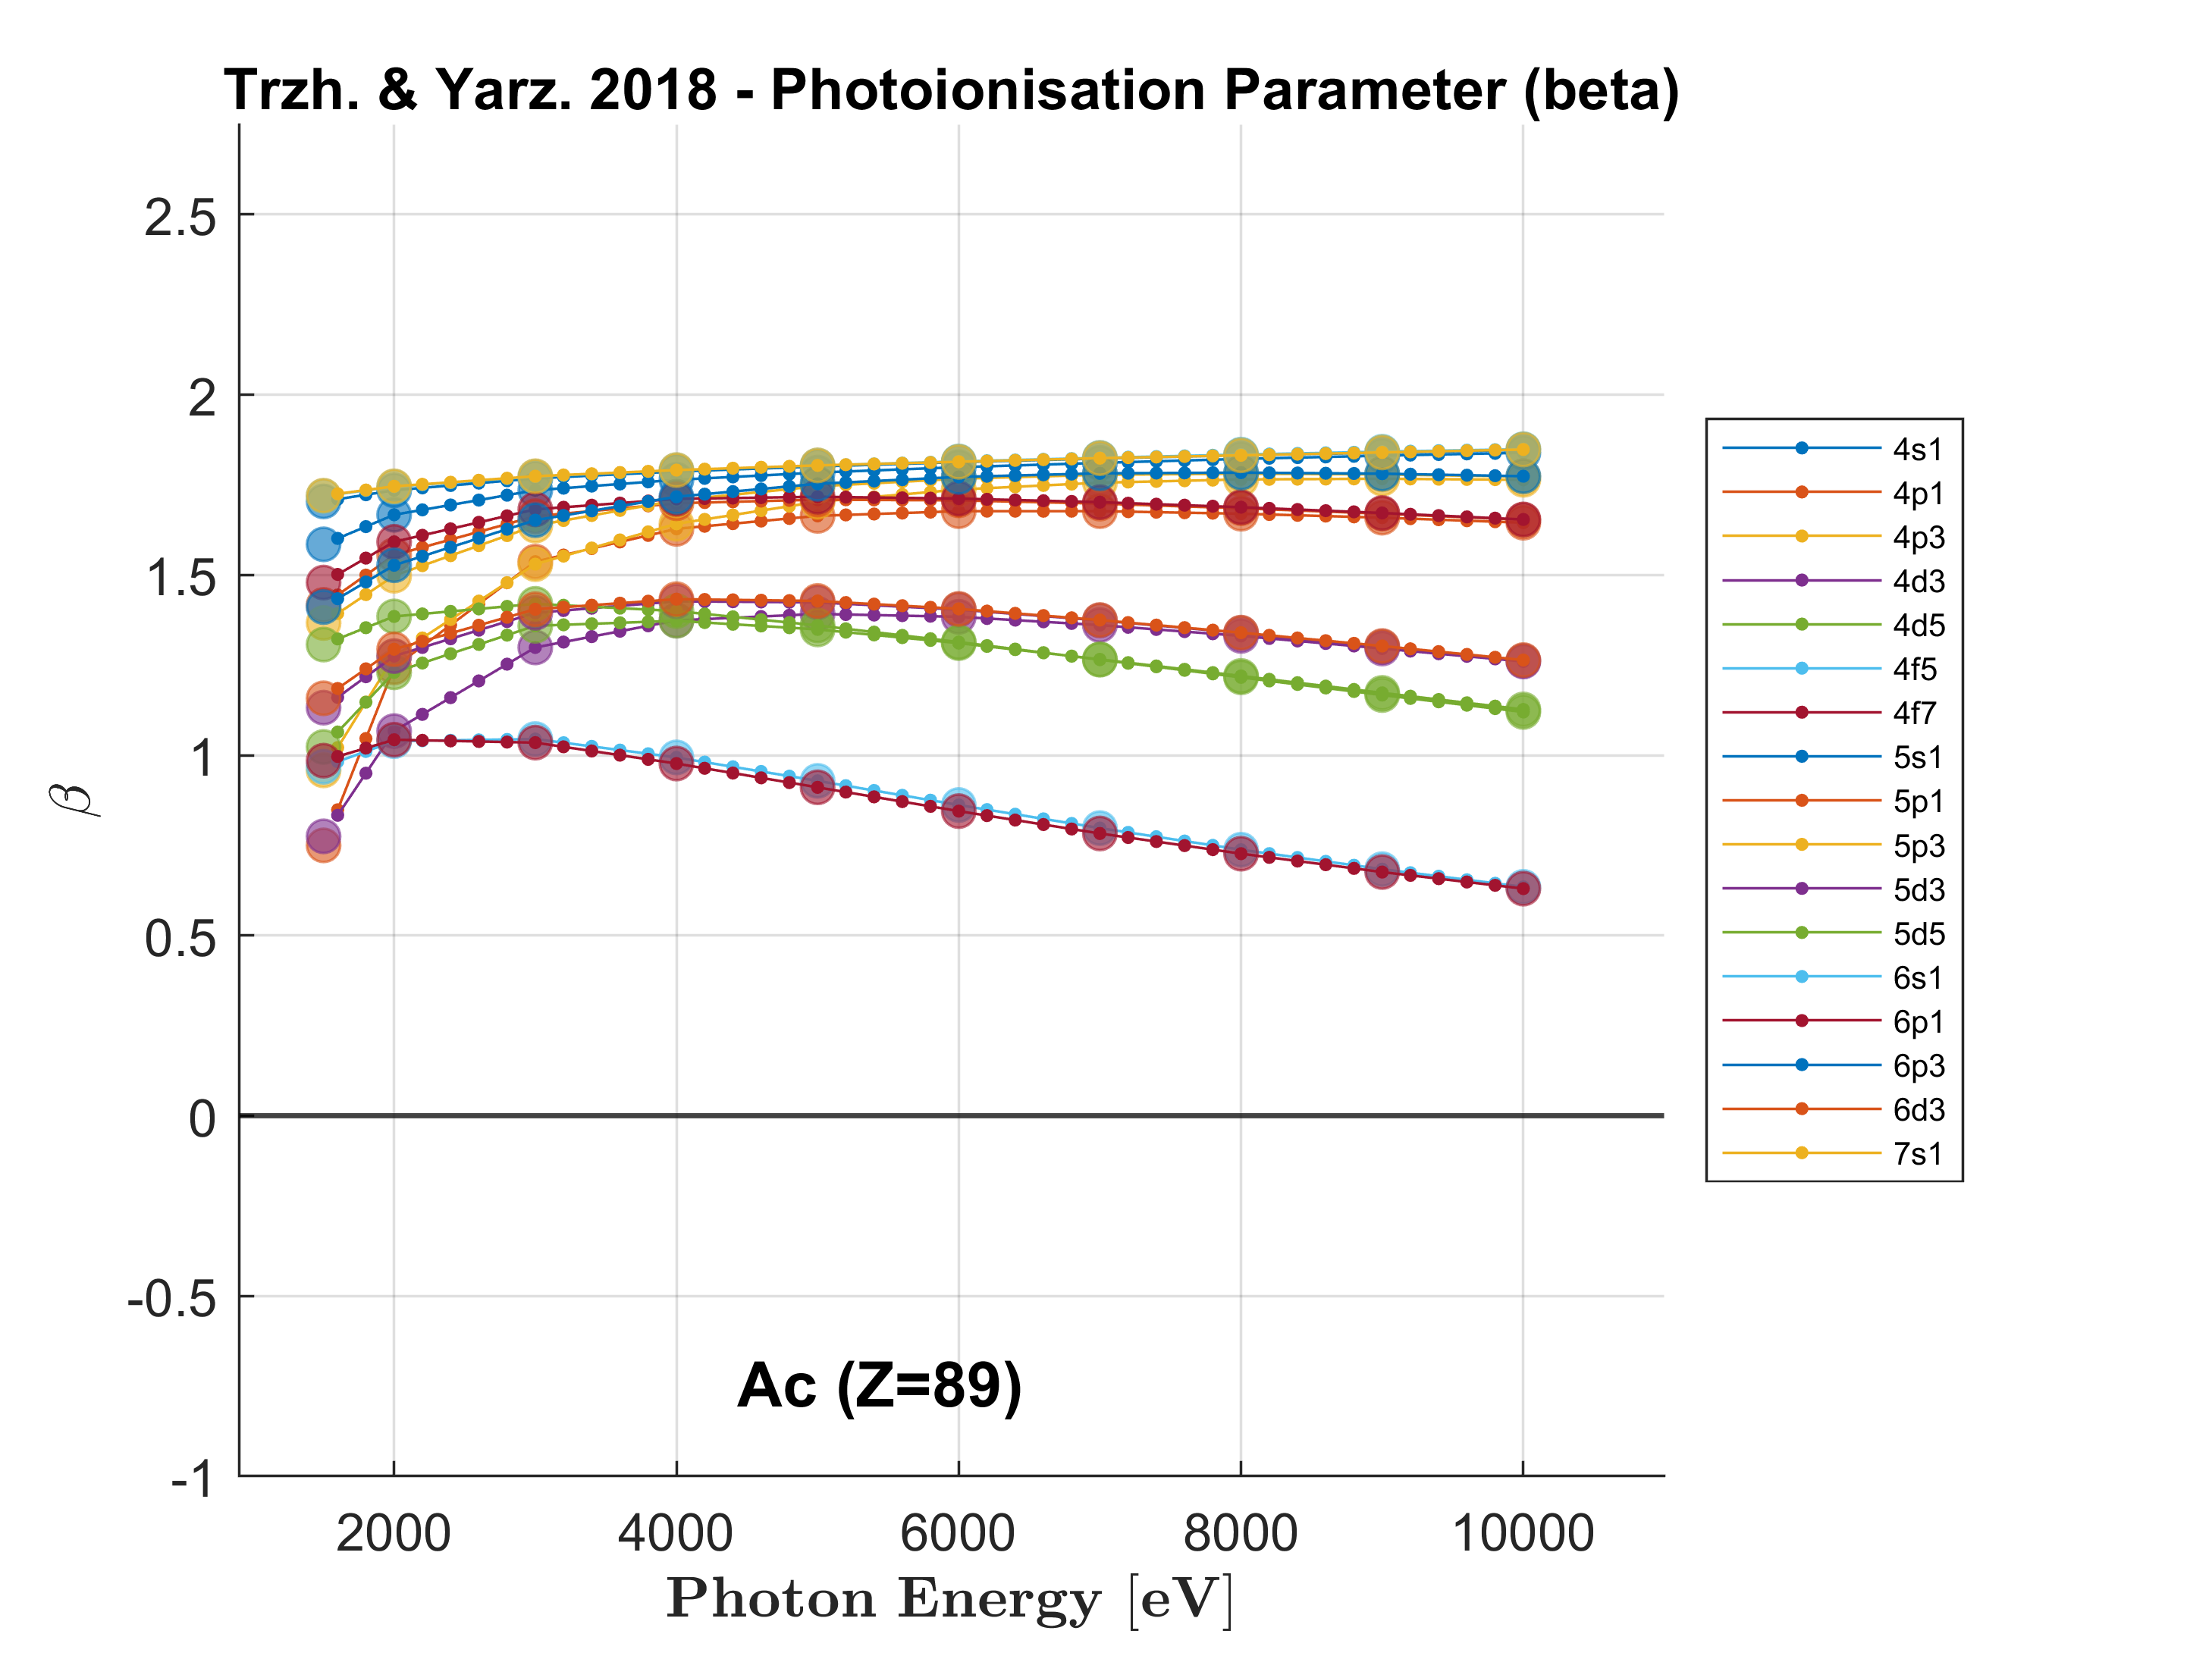 Trzh. & Yarz. 2018 - Photoionisation Parameter (beta)
2.5
2
1.5
1
0.5
0
-0.5
-1
β
2000 4000 6000 8000 10000
Photon Energy [eV]
Ac (Z=89)
4s1
4p1
4p3
4d3
4d5
4f5
4f7
5s1
5p1
5p3
5d3
5d5
6s1
6p1
6p3
6d3
7s1